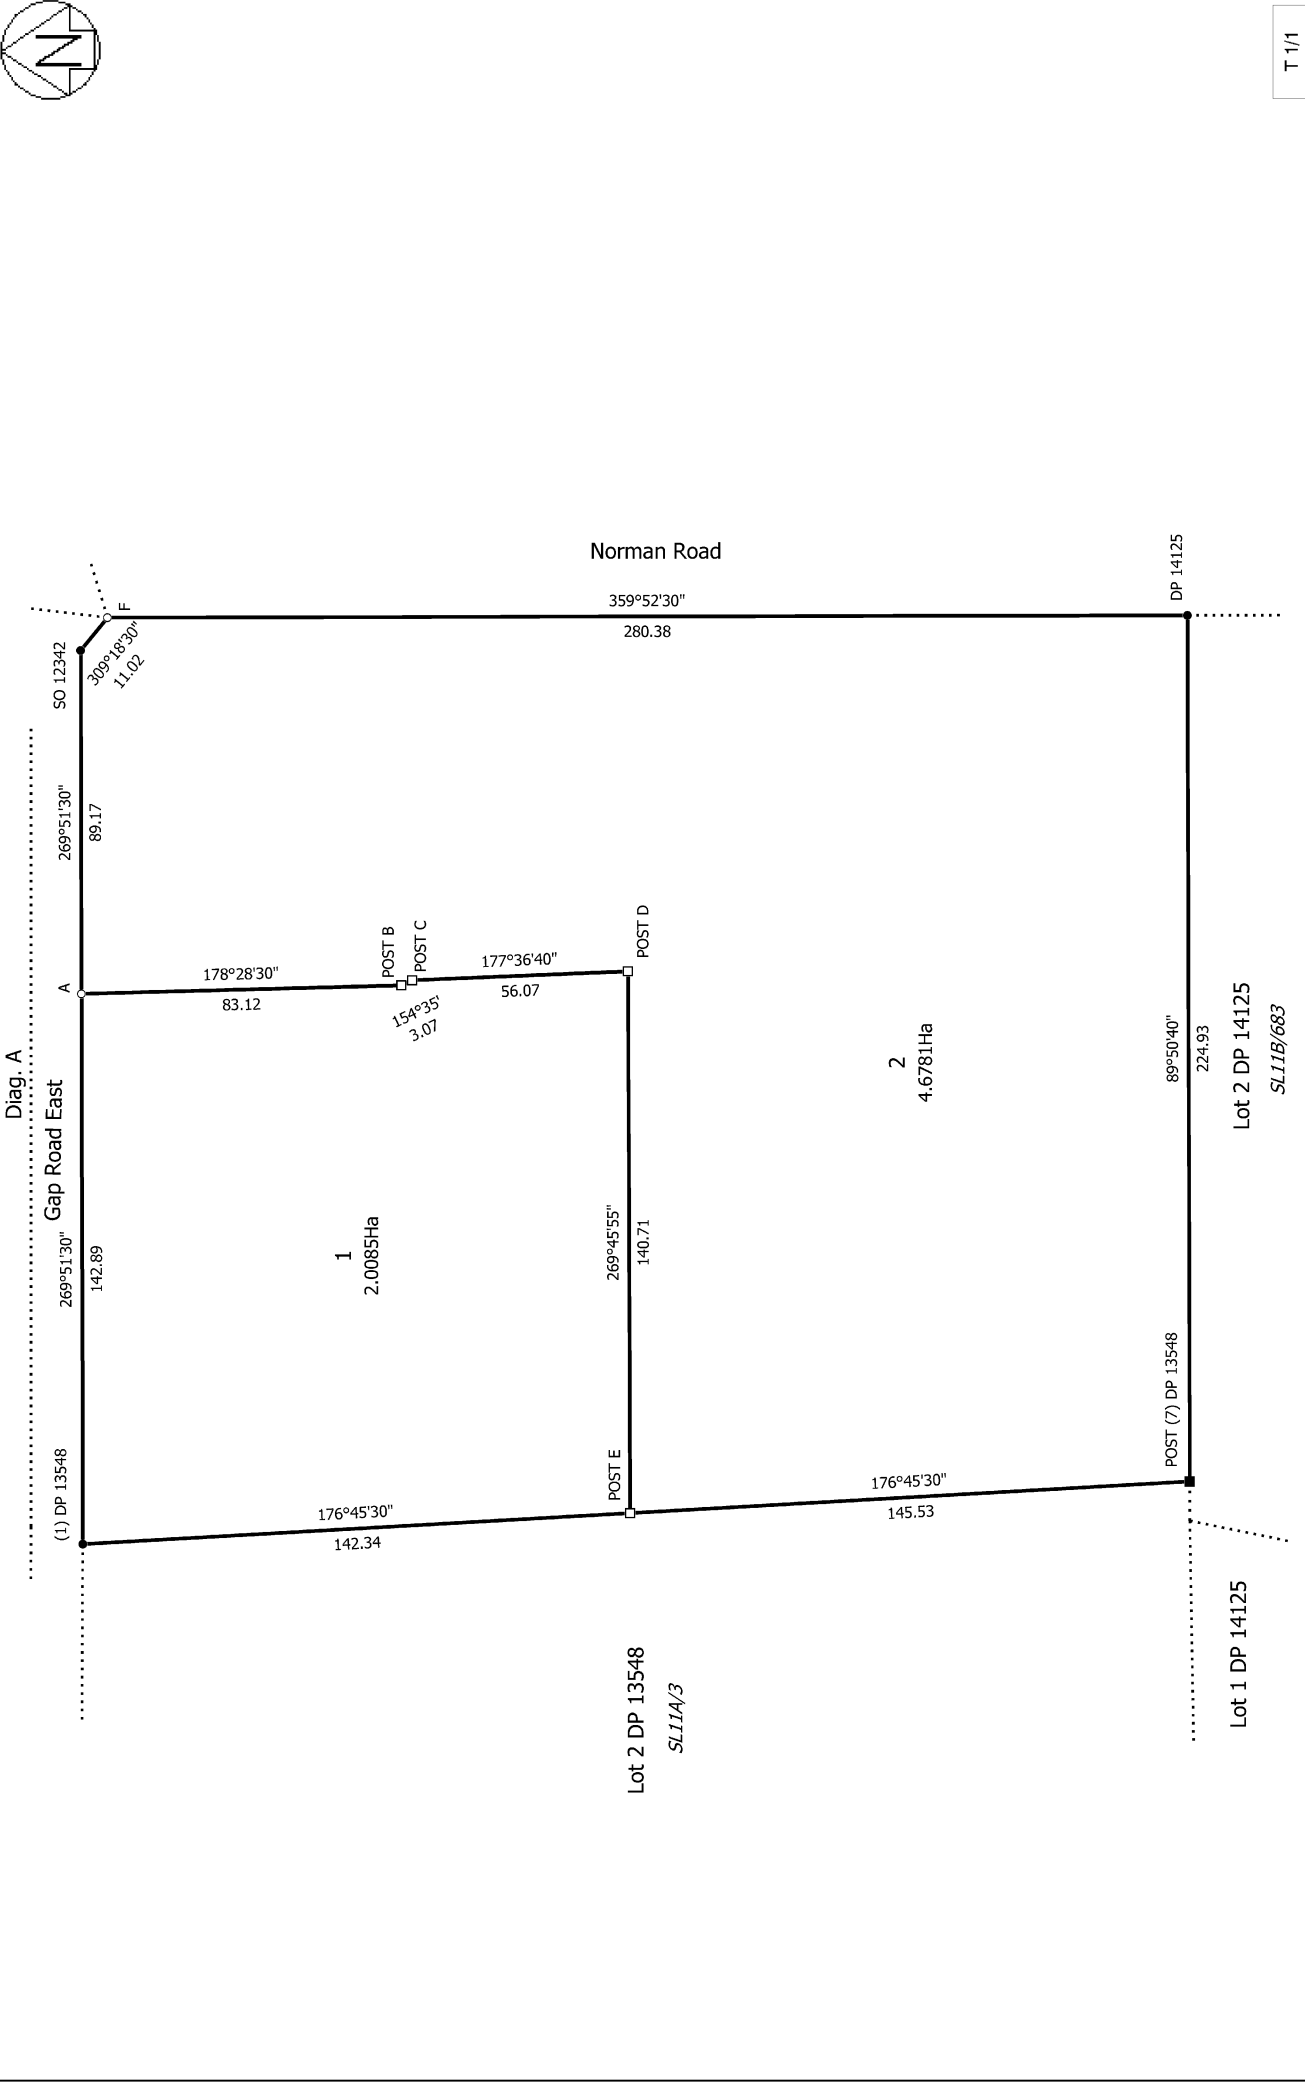 N
T 1/1
Diag. A
Gap Road East
Norman Road
(1) DP 13548
269°51'30"
142.89
A
269°51'30"
89.17
SO 12342
309°18'30"
11.02
F
359°52'30"
280.38
DP 14125
178°28'30"
83.12
POST B
154°35'
3.07
POST C
177°36'40"
56.07
POST D
1
2.0085Ha
269°45'55"
140.71
POST E
176°45'30"
142.34
2
4.6781Ha
176°45'30"
145.53
POST (7) DP 13548
89°50'40"
224.93
Lot 2 DP 14125
SL11B/683
Lot 2 DP 13548
SL11A/3
Lot 1 DP 14125